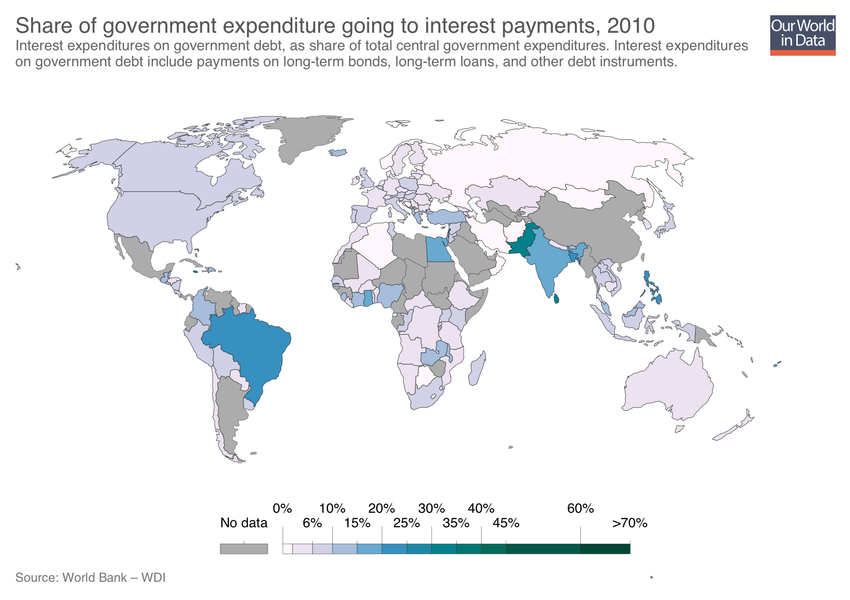 Share of government expenditure going to interest payments, 2010
Interest expenditures on government debt, as share of total central government expenditures. Interest expenditures
on government debt include payments on long-term bonds, long-term loans, and other debt instruments.
Our World
in Data
0% 10% 20% 30% 40% 60%
No data 6% 15% 25% 35% 45% >70%
Source: World Bank – WDI